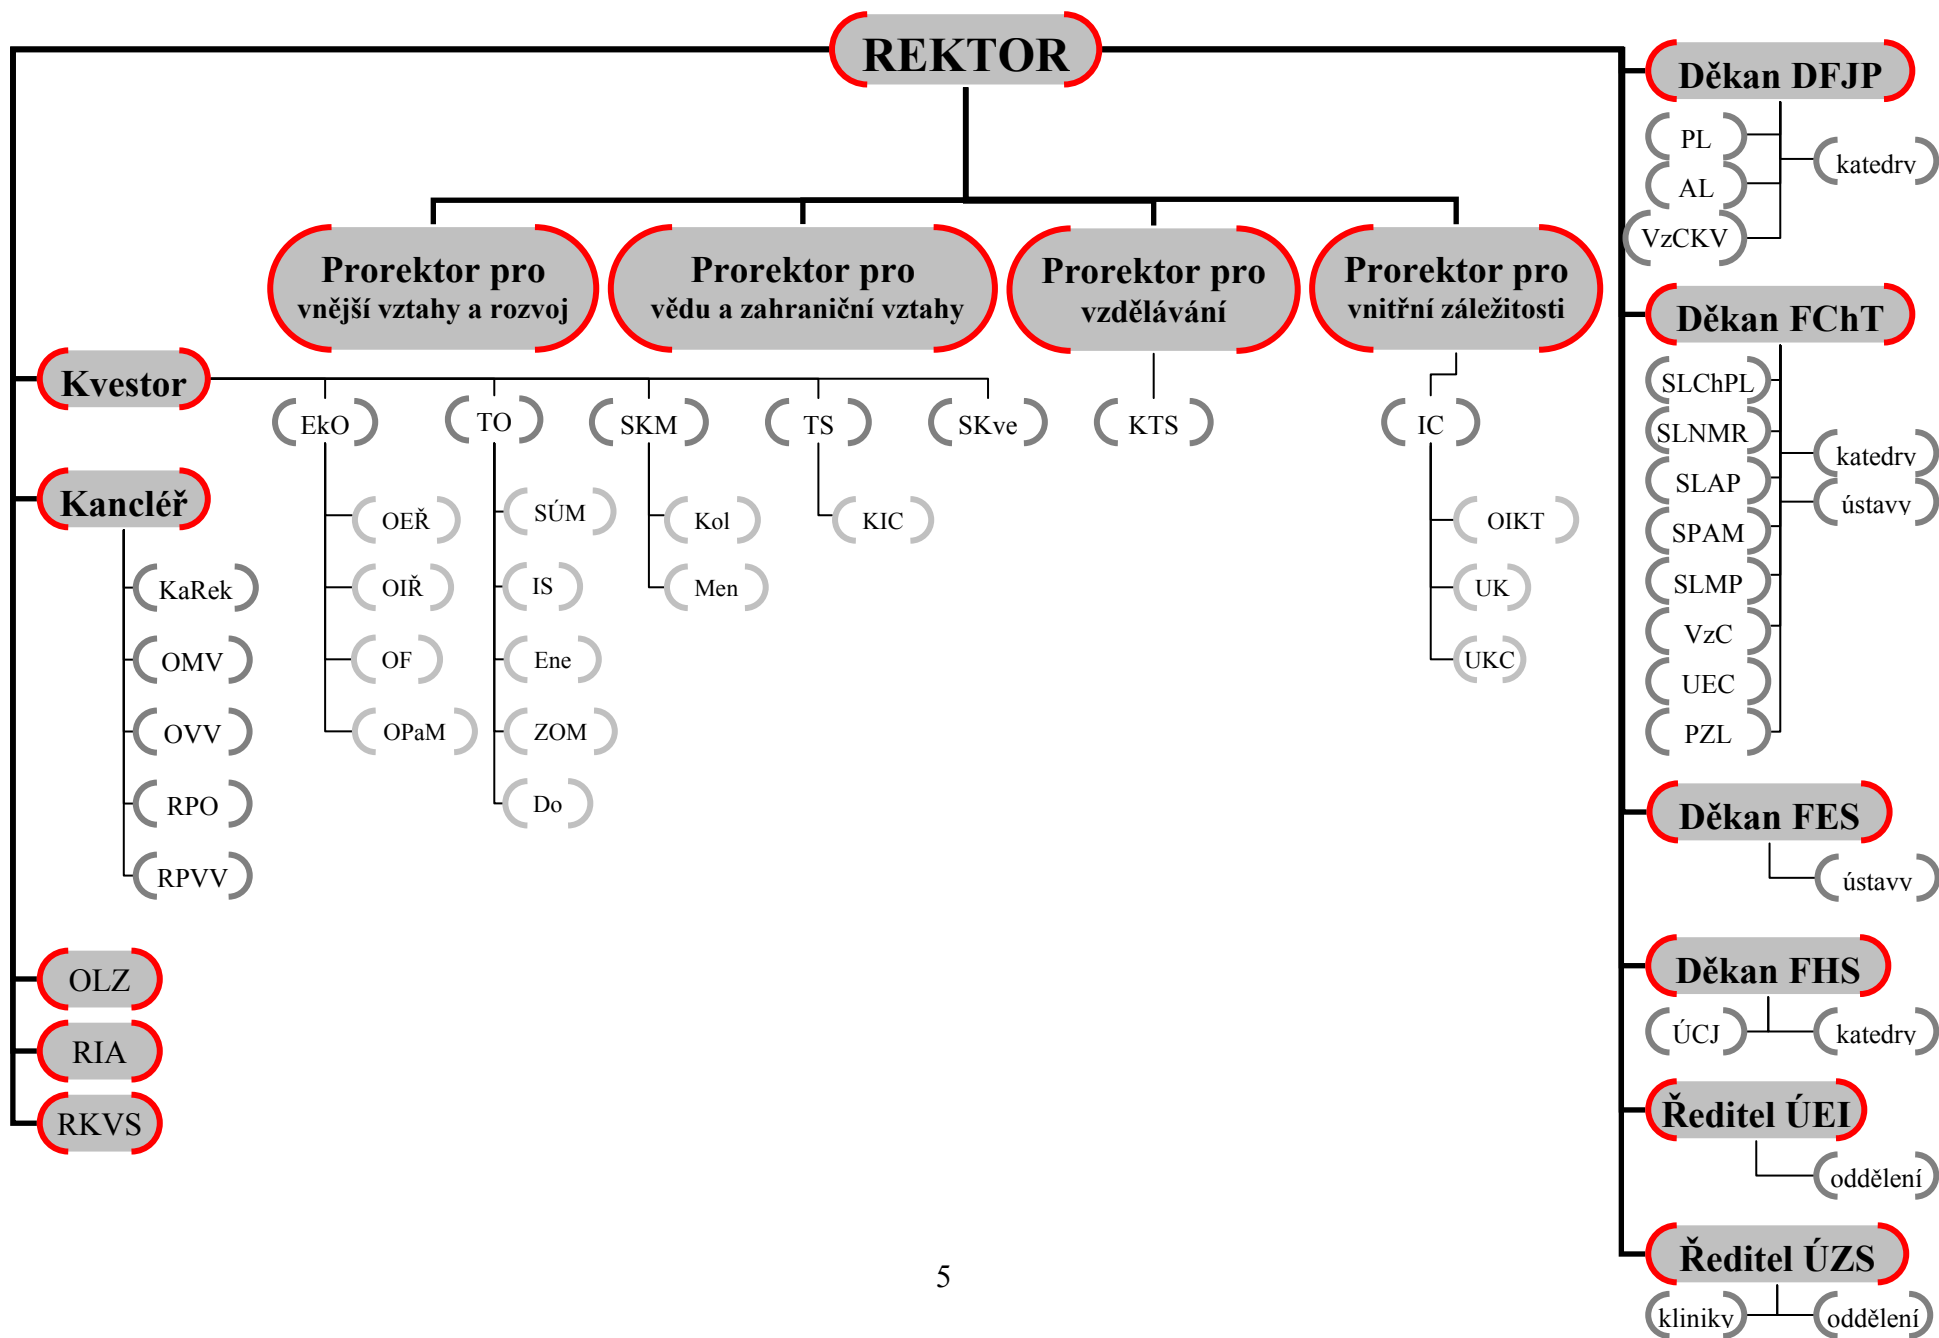 REKTOR
Děkan DFJP
PL
katedry
AL
VzCKV
Prorektor pro
vnější vztahy a rozvoj
Prorektor pro
vědu a zahraniční vztahy
Prorektor pro
vzdělávání
Prorektor pro
vnitřní záležitosti
Děkan FChT
SLChPL
SLNMR
katedry
SLAP
ústavy
SPAM
SLMP
VzC
UEC
PZL
Kvestor
EkO
TO
SKM
TS
SKve
KTS
IC
Kancléř
OEŘ
SÚM
Kol
KIC
OIKT
KaRek
OIŘ
IS
Men
UK
OMV
OF
Ene
UKC
OVV
OPaM
ZOM
RPO
Do
RPVV
Děkan FES
ústavy
OLZ
Děkan FHS
ÚCJ
katedry
RIA
RKVS
Ředitel ÚEI
oddělení
Ředitel ÚZS
kliniky
oddělení
5